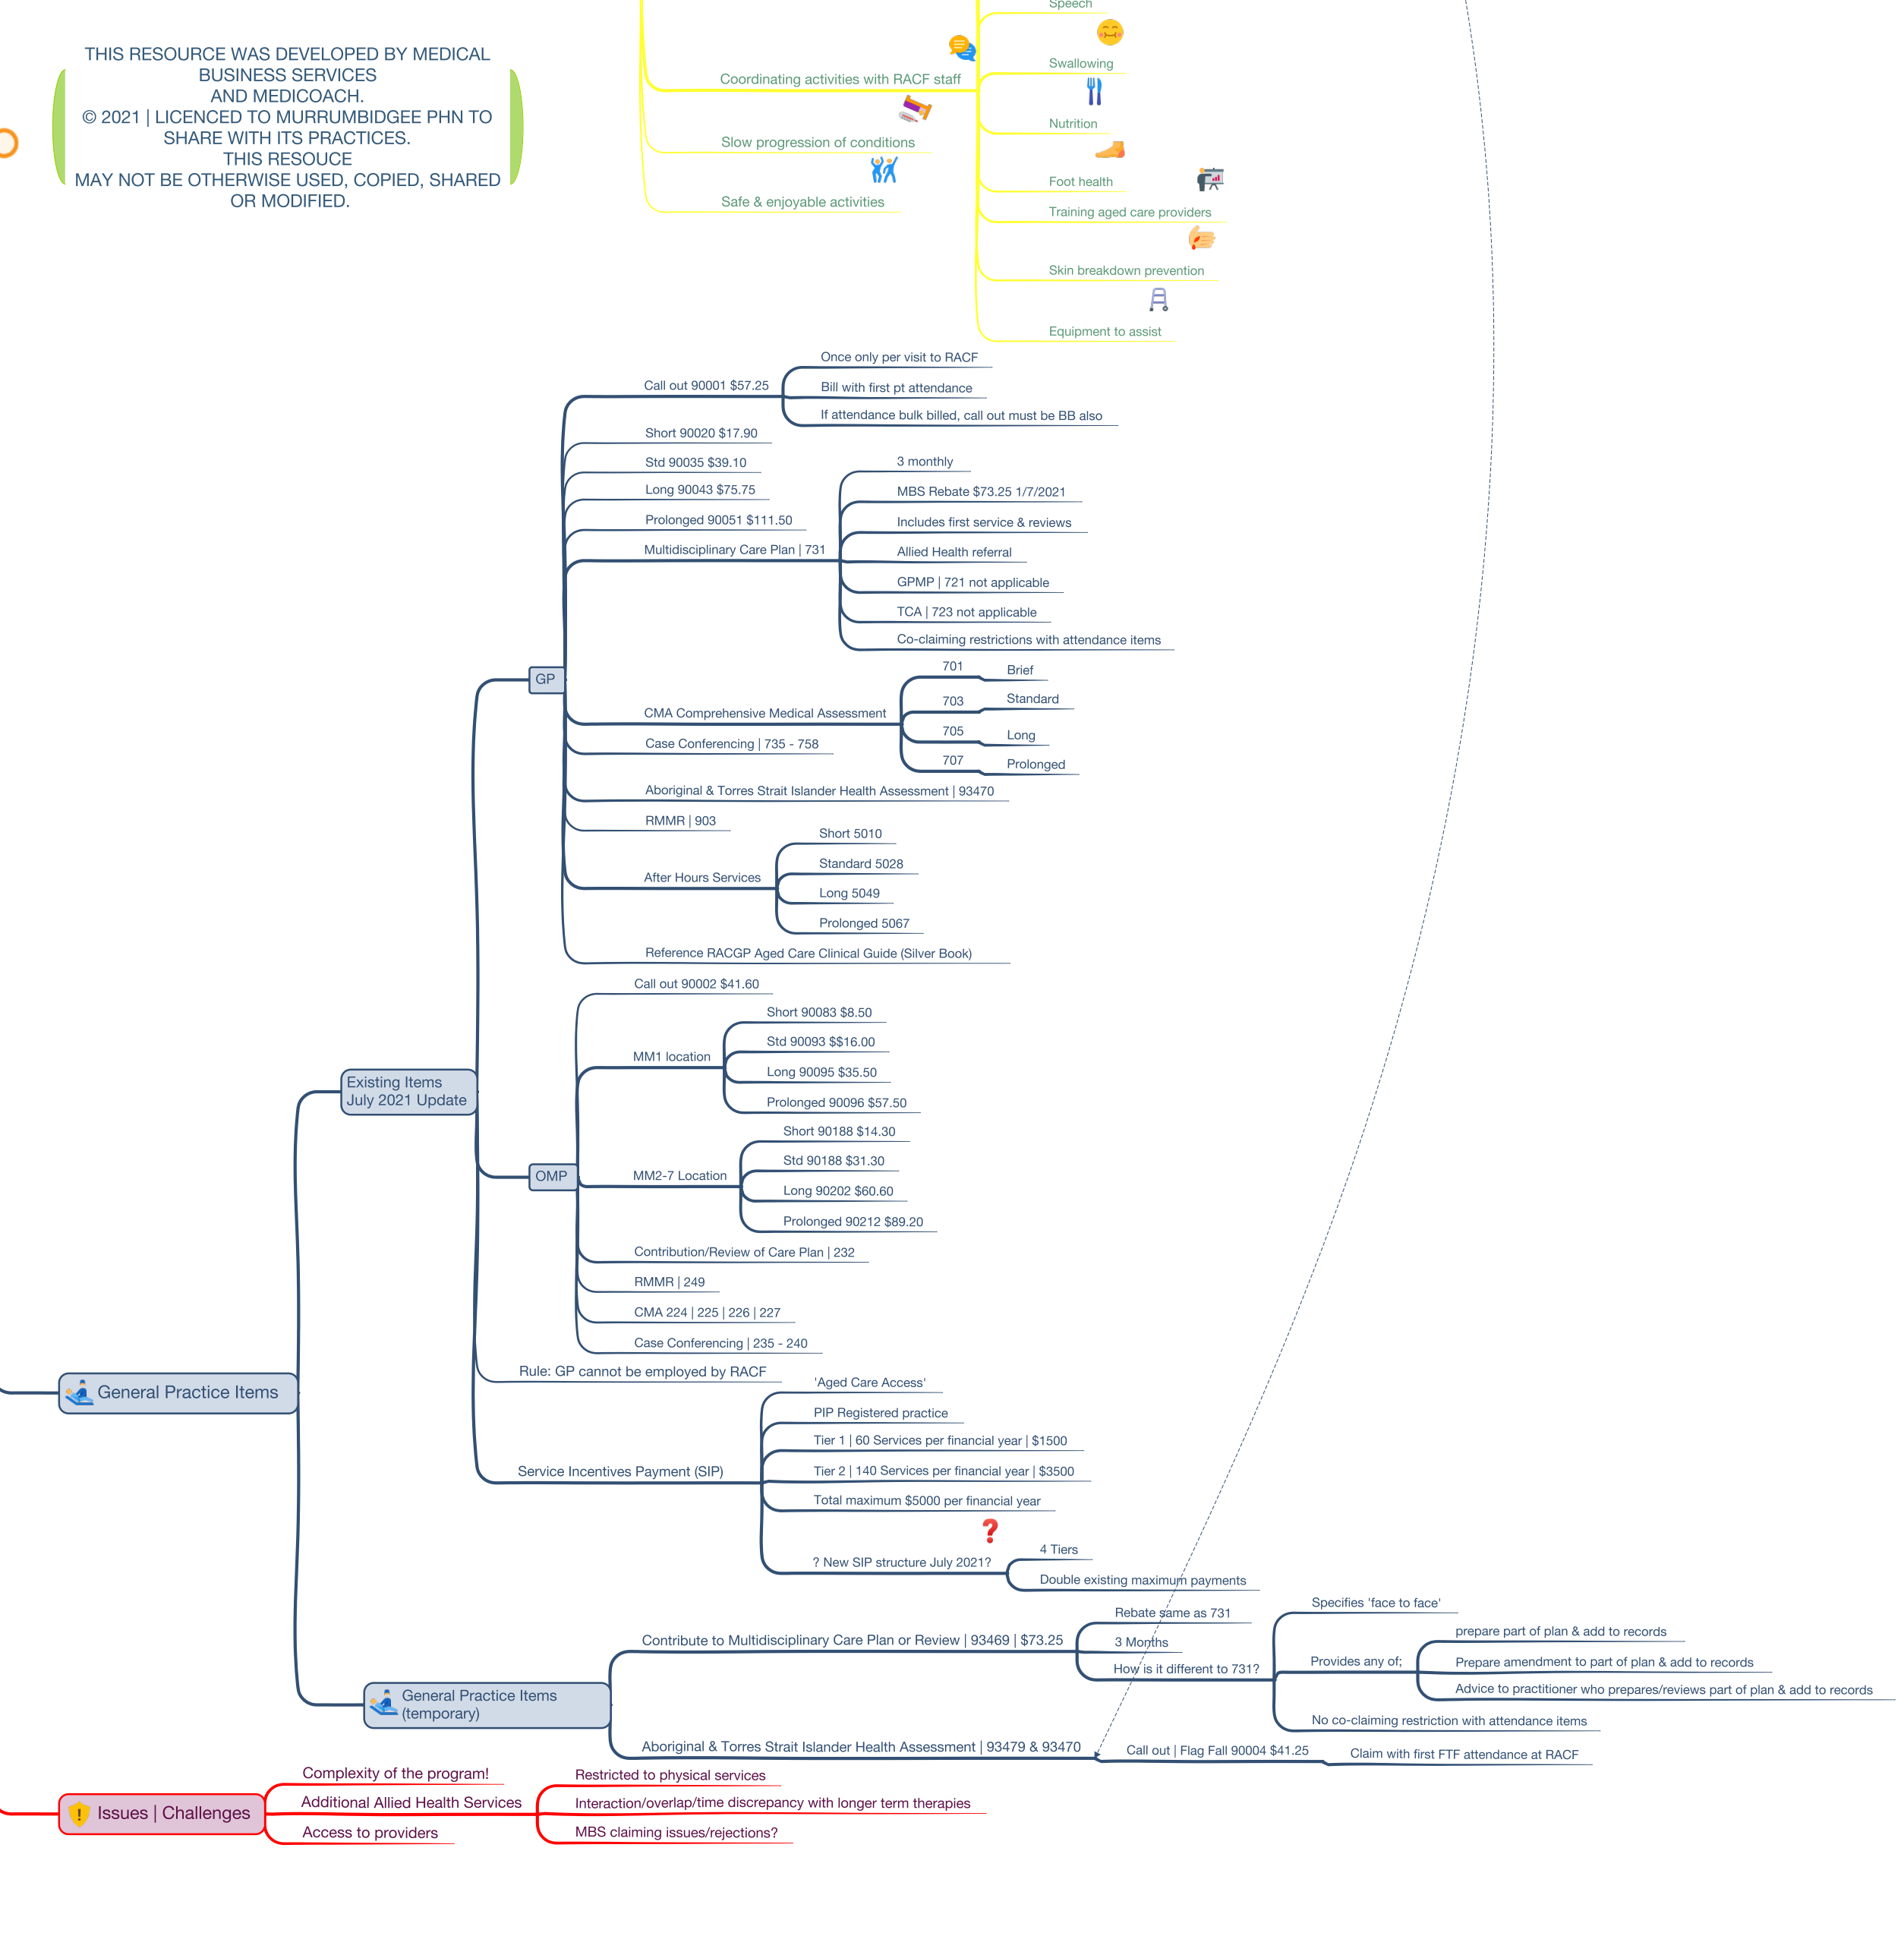 THIS RESOURCE WAS DEVELOPED BY MEDICAL
BUSINESS SERVICES
AND MEDICOACH.
© 2021 | LICENCED TO MURRUMBIDGEE PHN TO
SHARE WITH ITS PRACTICES.
THIS RESOUCE
MAY NOT BE OTHERWISE USED, COPIED, SHARED
OR MODIFIED.
Coordinating activities with RACF staff
Slow progression of conditions
Safe & enjoyable activities
Speech
Swallowing
Nutrition
Foot health
Training aged care providers
Skin breakdown prevention
Equipment to assist
General Practice Items
Existing Items
July 2021 Update
GP
Call out 90001 $57.25
Once only per visit to RACF
Bill with first pt attendance
If attendance bulk billed, call out must be BB also
Short 90020 $17.90
Std 90035 $39.10
Long 90043 $75.75
Prolonged 90051 $111.50
Multidisciplinary Care Plan | 731
3 monthly
MBS Rebate $73.25 1/7/2021
Includes first service & reviews
Allied Health referral
GPMP | 721 not applicable
TCA | 723 not applicable
Co-claiming restrictions with attendance items
CMA Comprehensive Medical Assessment
701 Brief
703 Standard
705 Long
707 Prolonged
Case Conferencing | 735 - 758
Aboriginal & Torres Strait Islander Health Assessment | 93470
RMMR | 903
After Hours Services
Short 5010
Standard 5028
Long 5049
Prolonged 5067
Reference RACGP Aged Care Clinical Guide (Silver Book)
OMP
Call out 90002 $41.60
MM1 location
Short 90083 $8.50
Std 90093 $$16.00
Long 90095 $35.50
Prolonged 90096 $57.50
MM2-7 Location
Short 90188 $14.30
Std 90188 $31.30
Long 90202 $60.60
Prolonged 90212 $89.20
Contribution/Review of Care Plan | 232
RMMR | 249
CMA 224 | 225 | 226 | 227
Case Conferencing | 235 - 240
Rule: GP cannot be employed by RACF
Service Incentives Payment (SIP)
'Aged Care Access'
PIP Registered practice
Tier 1 | 60 Services per financial year | $1500
Tier 2 | 140 Services per financial year | $3500
Total maximum $5000 per financial year
? New SIP structure July 2021?
4 Tiers
Double existing maximum payments
General Practice Items
(temporary)
Contribute to Multidisciplinary Care Plan or Review | 93469 | $73.25
Rebate same as 731
3 Months
How is it different to 731?
Specifies 'face to face'
Provides any of;
prepare part of plan & add to records
Prepare amendment to part of plan & add to records
Advice to practitioner who prepares/reviews part of plan & add to records
No co-claiming restriction with attendance items
Aboriginal & Torres Strait Islander Health Assessment | 93479 & 93470
Call out | Flag Fall 90004 $41.25
Claim with first FTF attendance at RACF
Issues | Challenges
Complexity of the program!
Additional Allied Health Services
Restricted to physical services
Interaction/overlap/time discrepancy with longer term therapies
MBS claiming issues/rejections?
Access to providers